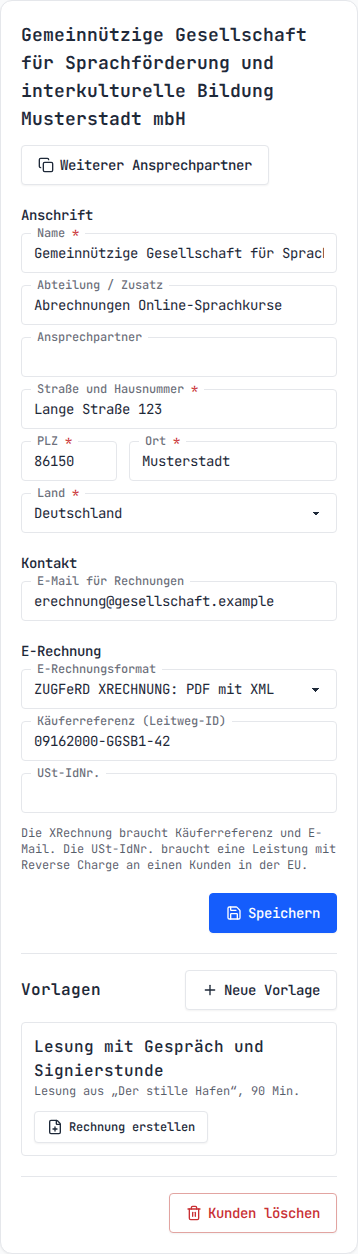 Gemeinnützige Gesellschaft
für Sprachförderung und
interkulturelle Bildung
Musterstadt mbH
Weiterer Ansprechpartner
Anschrift
Name *
Gemeinnützige Gesellschaft für Sprac
Abteilung / Zusatz
Abrechnungen Online-Sprachkurse
Ansprechpartner
Straße und Hausnummer *
Lange Straße 123
PLZ * Ort *
86150 Musterstadt
Land *
Deutschland
Kontakt
E-Mail für Rechnungen
erechnung@gesellschaft.example
E-Rechnung
E-Rechnungsformat
ZUGFeRD XRECHNUNG: PDF mit XML
Käuferreferenz (Leitweg-ID)
09162000-GGSB1-42
USt-IdNr.
Die XRechnung braucht Käuferreferenz und E-
Mail. Die USt-IdNr. braucht eine Leistung mit
Reverse Charge an einen Kunden in der EU.
Speichern
Vorlagen
Neue Vorlage
Lesung mit Gespräch und
Signierstunde
Lesung aus „Der stille Hafen“, 90 Min.
Rechnung erstellen
Kunden löschen